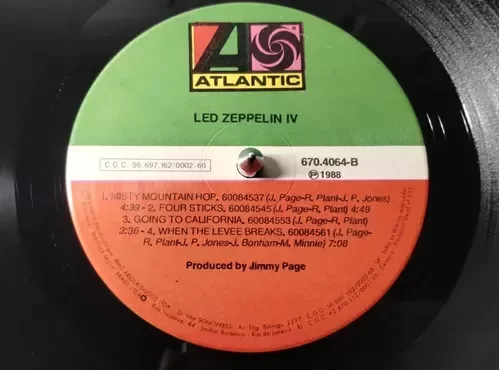 ATLANTIC
LED ZEPPELIN IV
C.G.C. 56.697.162/0002-66
670.4064-B
Ⓟ 1988
1. MISTY MOUNTAIN HOP. 60084537 (J. Page-R. Plant-J. P. Jones)
4:39 - 2. FOUR STICKS. 60084545 (J. Page-R. Plant) 4:49
3. GOING TO CALIFORNIA. 60084553 (J. Page-R. Plant)
3:36 - 4. WHEN THE LEVEE BREAKS. 60084561 (J. Page-
R. Plant-J. P. Jones-J. Bonham-M. Minnie) 7:08
Produced by Jimmy Page